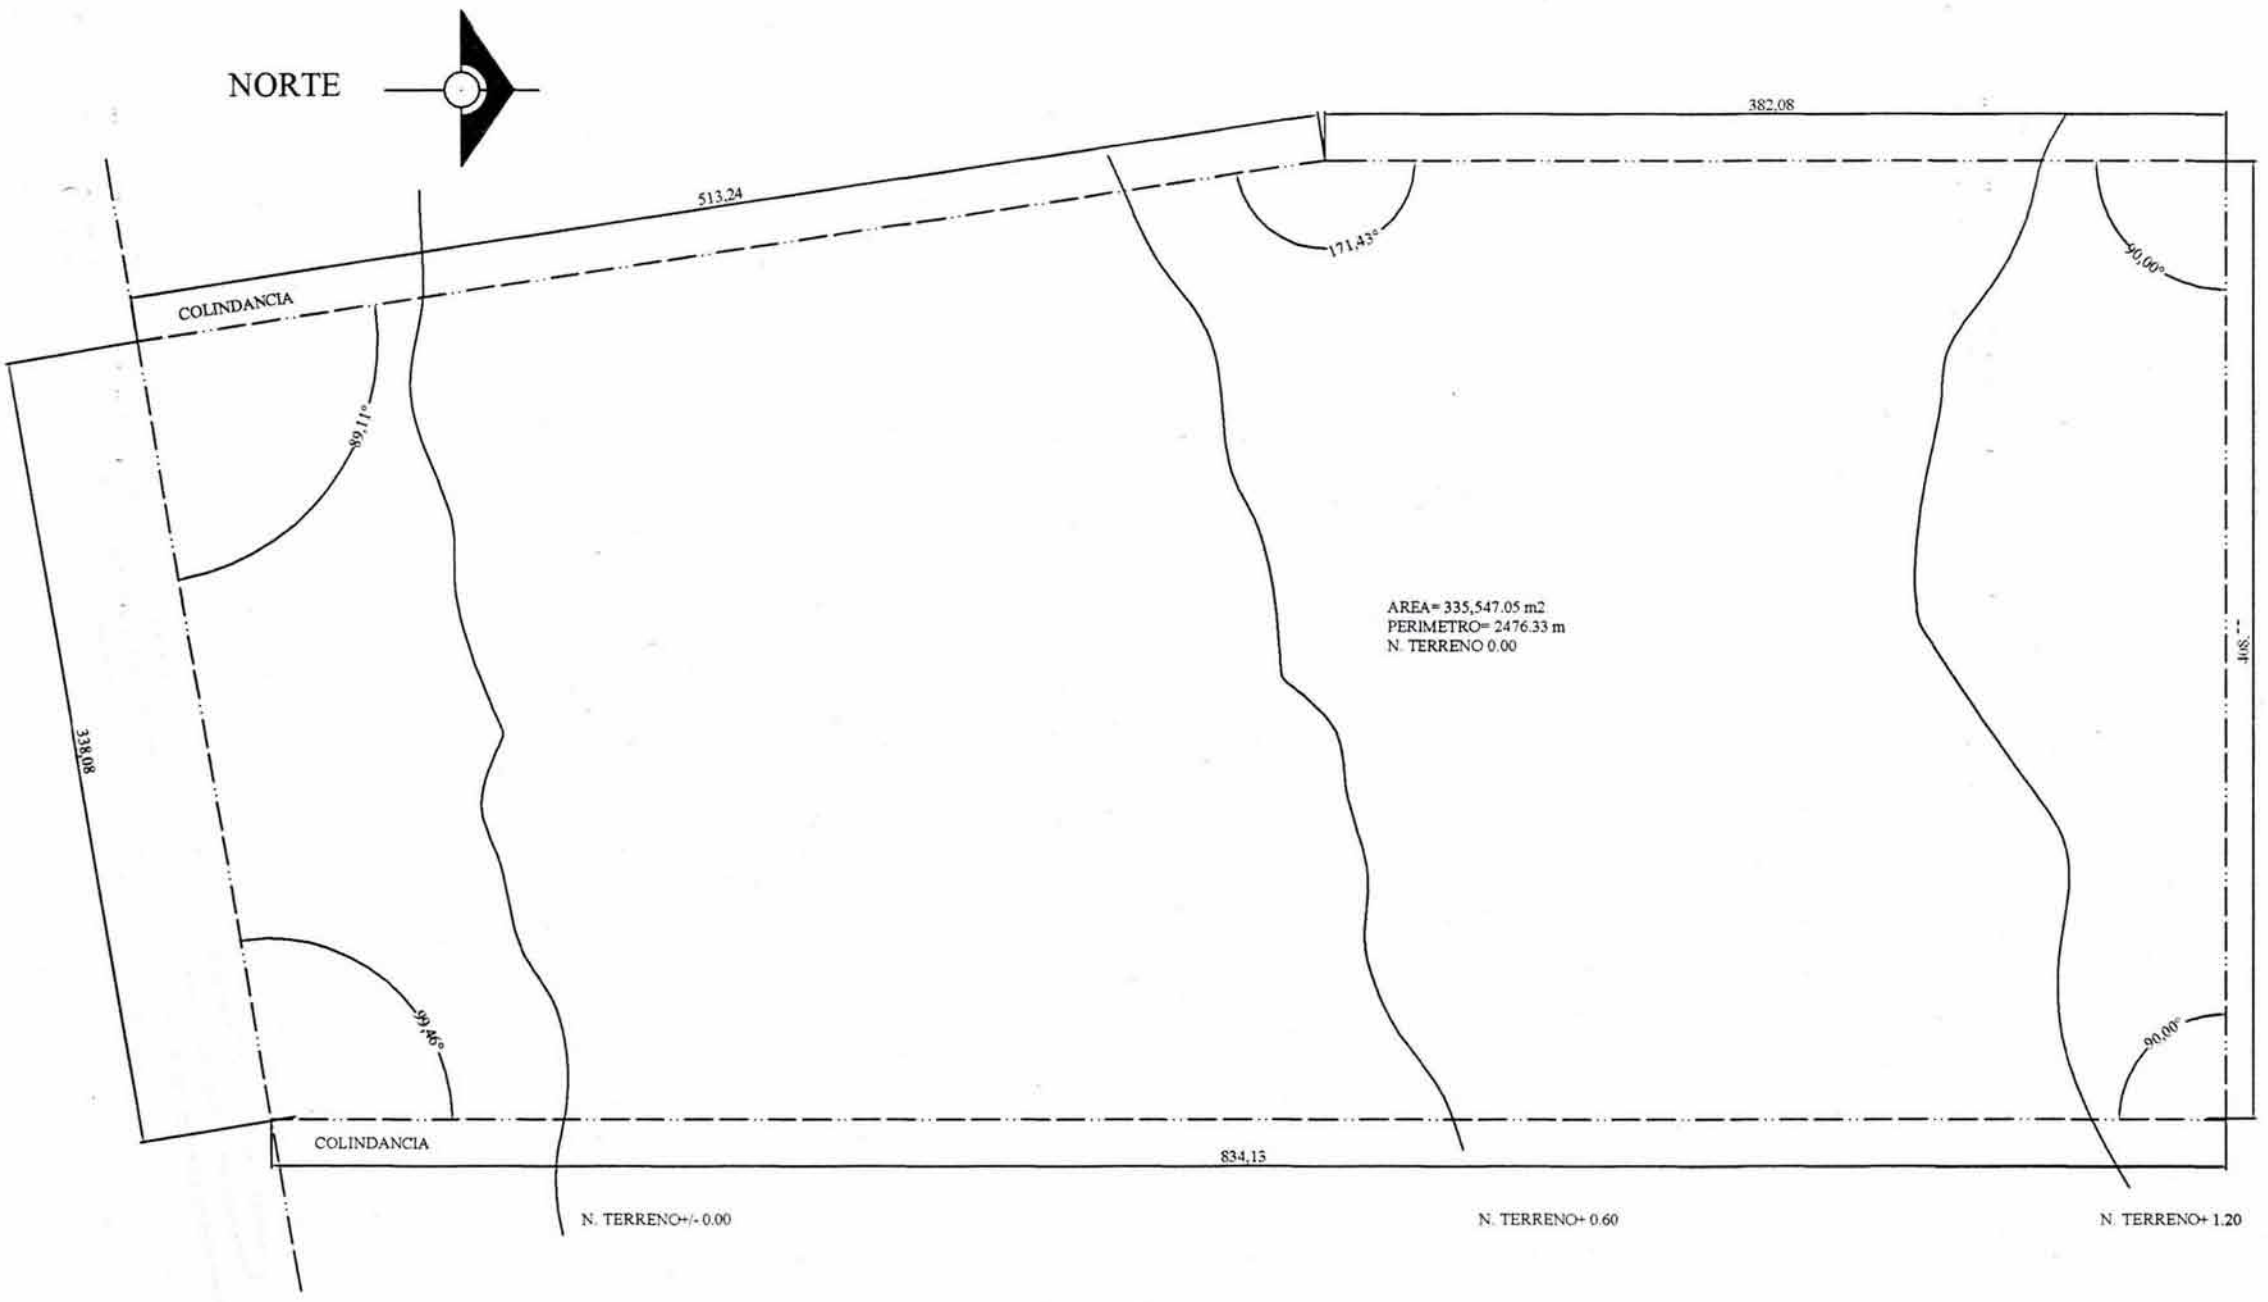 NORTE
382,08
513,24
COLINDANCIA
171,43°
90,00°
89,11°
AREA= 335,547.05 m2
PERIMETRO= 2476.33 m
N. TERRENO 0.00
338,08
99,46°
90,00°
COLINDANCIA
834,13
N. TERRENO+/- 0.00
N. TERRENO+ 0.60
N. TERRENO+ 1.20